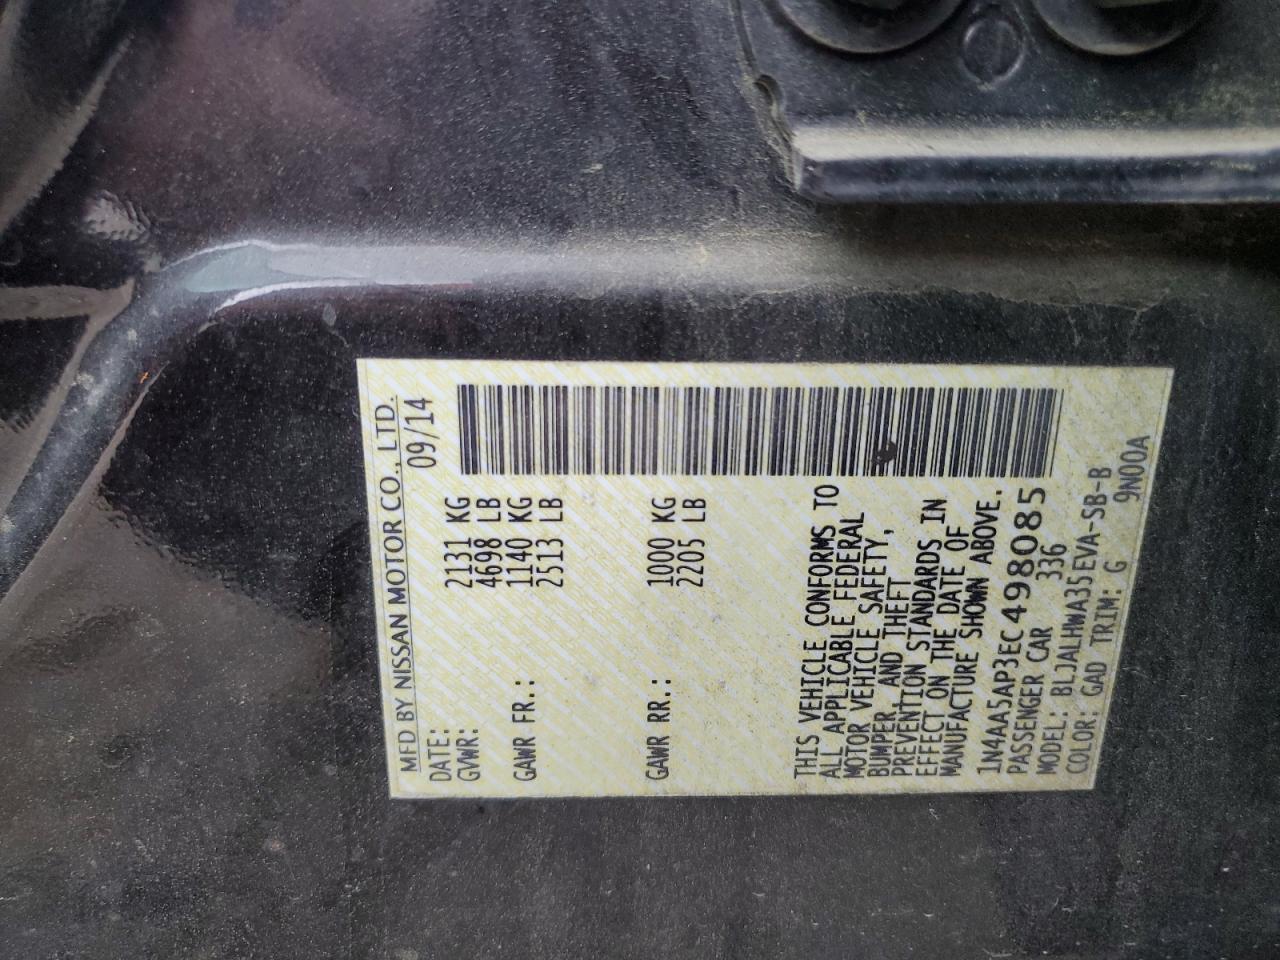 MFD BY NISSAN MOTOR CO., LTD.
DATE: 09/14
GVWR: 2131 KG
4698 LB
GAWR FR.: 1140 KG
2513 LB
GAWR RR.: 1000 KG
2205 LB
THIS VEHICLE CONFORMS TO
ALL APPLICABLE FEDERAL
MOTOR VEHICLE SAFETY,
BUMPER, AND THEFT
PREVENTION STANDARDS IN
EFFECT ON THE DATE OF
MANUFACTURE SHOWN ABOVE.
1N4AA5AP3EC498085
PASSENGER CAR 336
MODEL: BLJALHWA35EVA-SB-B
COLOR: GAD TRIM: G 9N00A